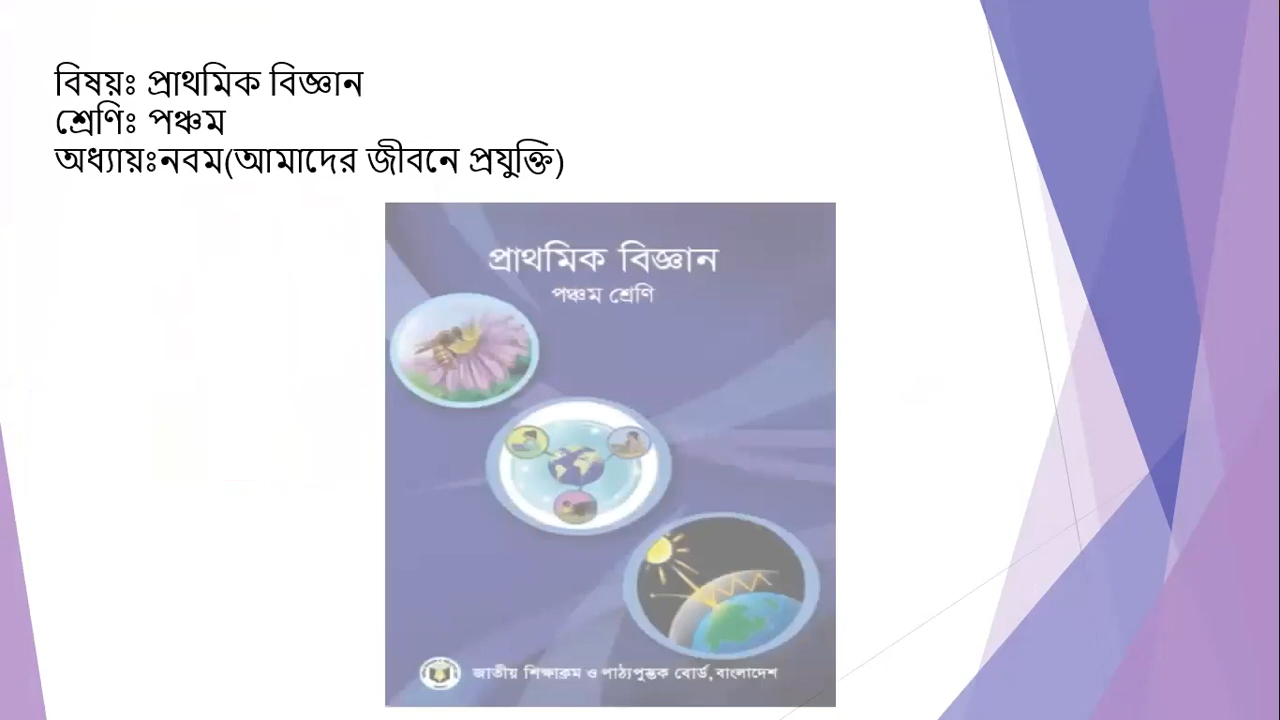 বিষয়ঃ প্রাথমিক বিজ্ঞান
শ্রেণিঃ পঞ্চম
অধ্যায়ঃনবম(আমাদের জীবনে প্রযুক্তি)
প্রাথমিক বিজ্ঞান
পঞ্চম শ্রেণি
জাতীয় শিক্ষাক্রম ও পাঠ্যপুস্তক বোর্ড, বাংলাদেশ